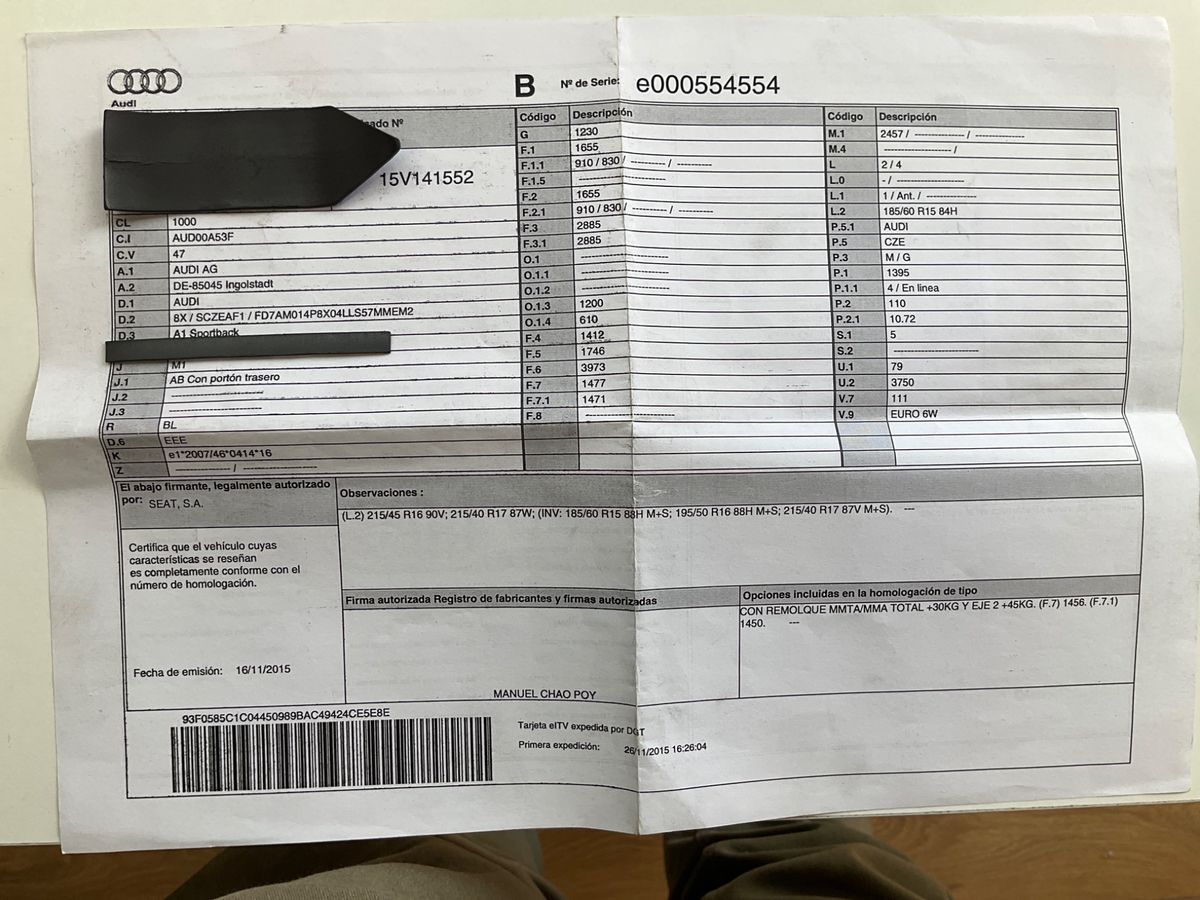 Audi
B Nº de Serie: e000554554
15V141552
CL 1000
C.I AUD00A53F
C.V 47
A.1 AUDI AG
A.2 DE-85045 Ingolstadt
D.1 AUDI
D.2 8X / SCZEAF1 / FD7AM014P8X04LLS57MMEM2
D.3 A1 Sportback
J M1
J.1 AB Con portón trasero
J.2 --------------------
J.3 --------------------
R BL
D.6 EEE
K e1*2007/46*0414*16
Z ------------ / ----------------
Código Descripción
G 1230
F.1 1655
F.1.1 910 / 830 / --------- / ---------
F.1.5 --------------------
F.2 1655
F.2.1 910 / 830 / --------- / ---------
F.3 2885
F.3.1 2885
O.1 --------------------
O.1.1 --------------------
O.1.2 --------------------
O.1.3 1200
O.1.4 610
F.4 1412
F.5 1746
F.6 3973
F.7 1477
F.7.1 1471
F.8 --------------------
Código Descripción
M.1 2457 / ------------ / ------------
M.4 ---------------- /
L 2 / 4
L.0 - / --------------------
L.1 1 / Ant. / ------------
L.2 185/60 R15 84H
P.5.1 AUDI
P.5 CZE
P.3 M / G
P.1 1395
P.1.1 4 / En linea
P.2 110
P.2.1 10.72
S.1 5
S.2 --------------------
U.1 79
U.2 3750
V.7 111
V.9 EURO 6W
El abajo firmante, legalmente autorizado
por: SEAT, S.A.
Certifica que el vehículo cuyas
características se reseñan
es completamente conforme con el
número de homologación.
Fecha de emisión: 16/11/2015
Observaciones :
(L.2) 215/45 R16 90V; 215/40 R17 87W; (INV: 185/60 R15 88H M+S; 195/50 R16 88H M+S; 215/40 R17 87V M+S). ---
Firma autorizada Registro de fabricantes y firmas autorizadas
MANUEL CHAO POY
Opciones incluidas en la homologación de tipo
CON REMOLQUE MMTA/MMA TOTAL +30KG Y EJE 2 +45KG. (F.7) 1456. (F.7.1)
1450. ---
93F0585C1C04450989BAC49424CE5E8E
Tarjeta eITV expedida por DGT
Primera expedición: 26/11/2015 16:26:04